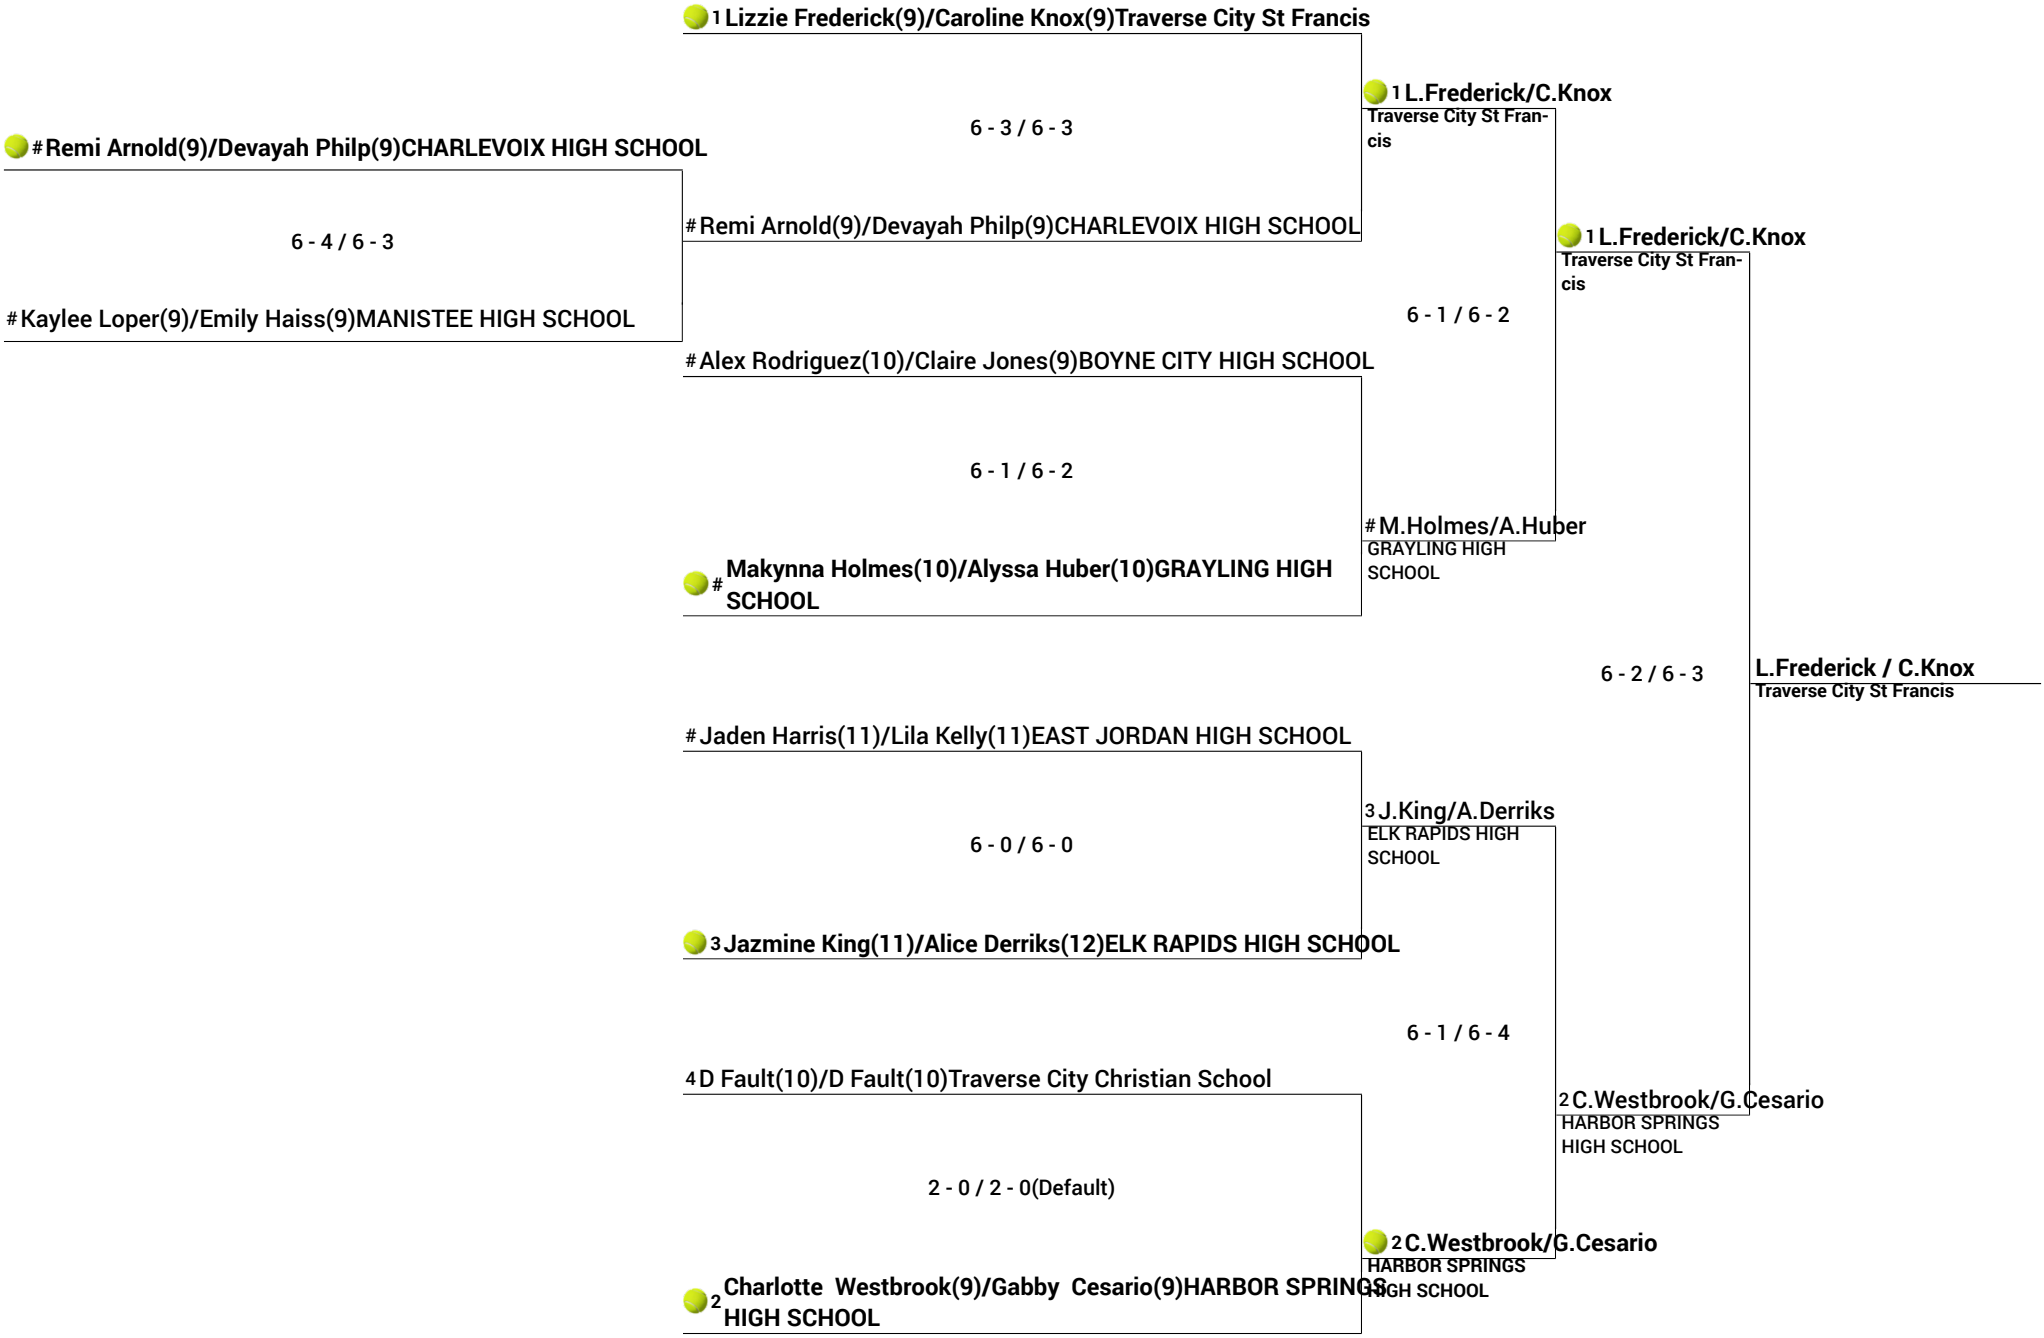 1 Lizzie Frederick(9)/Caroline Knox(9)Traverse City St Francis
1 L.Frederick/C.Knox
Traverse City St Fran-
cis
6 - 3 / 6 - 3
# Remi Arnold(9)/Devayah Philp(9)CHARLEVOIX HIGH SCHOOL
# Remi Arnold(9)/Devayah Philp(9)CHARLEVOIX HIGH SCHOOL
6 - 4 / 6 - 3
1 L.Frederick/C.Knox
Traverse City St Fran-
cis
# Kaylee Loper(9)/Emily Haiss(9)MANISTEE HIGH SCHOOL
6 - 1 / 6 - 2
# Alex Rodriguez(10)/Claire Jones(9)BOYNE CITY HIGH SCHOOL
6 - 1 / 6 - 2
# M.Holmes/A.Huber
GRAYLING HIGH
SCHOOL
# Makynna Holmes(10)/Alyssa Huber(10)GRAYLING HIGH
SCHOOL
6 - 2 / 6 - 3
L.Frederick / C.Knox
Traverse City St Francis
# Jaden Harris(11)/Lila Kelly(11)EAST JORDAN HIGH SCHOOL
3 J.King/A.Derriks
ELK RAPIDS HIGH
SCHOOL
6 - 0 / 6 - 0
3 Jazmine King(11)/Alice Derriks(12)ELK RAPIDS HIGH SCHOOL
6 - 1 / 6 - 4
4 D Fault(10)/D Fault(10)Traverse City Christian School
2 C.Westbrook/G.Cesario
HARBOR SPRINGS
HIGH SCHOOL
2 - 0 / 2 - 0(Default)
2 C.Westbrook/G.Cesario
HARBOR SPRINGS
HIGH SCHOOL
2 Charlotte  Westbrook(9)/Gabby  Cesario(9)HARBOR SPRINGS
HIGH SCHOOL